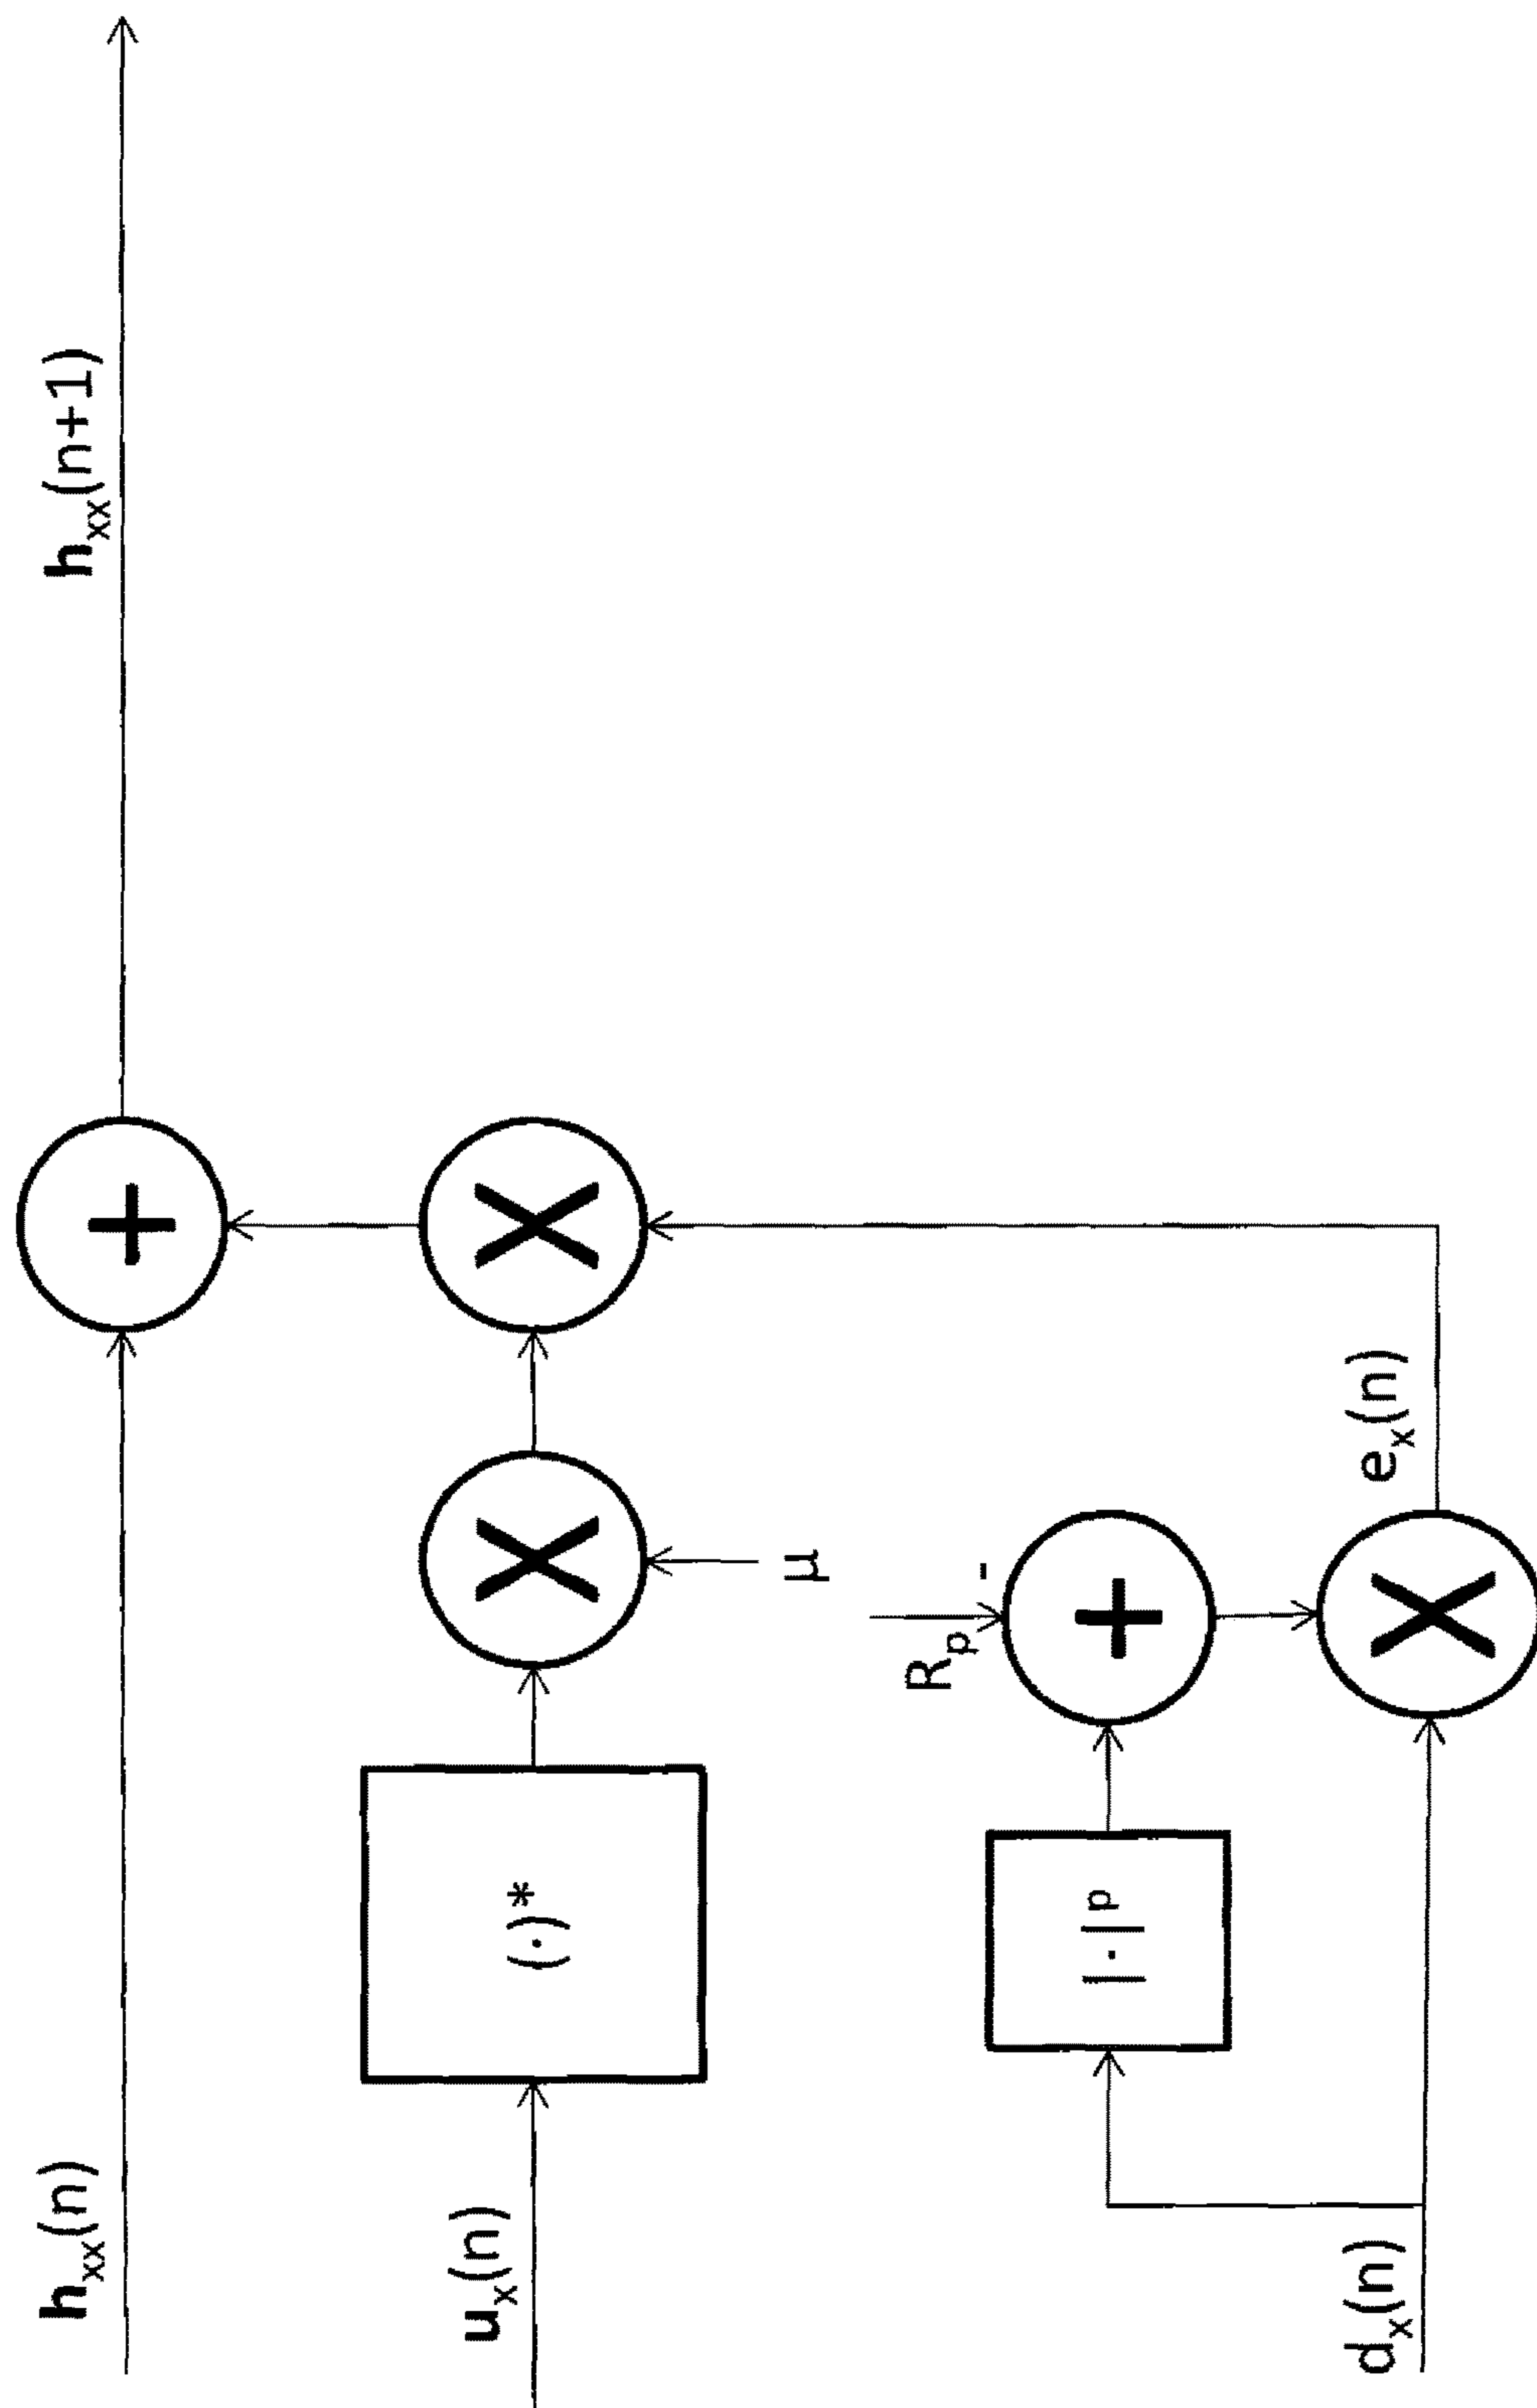 h_xx(n)
h_xx(n+1)
+
u_x(n)
(·)*
X
X
µ
R_p
-
|·|^p
+
d_x(n)
X
e_x(n)